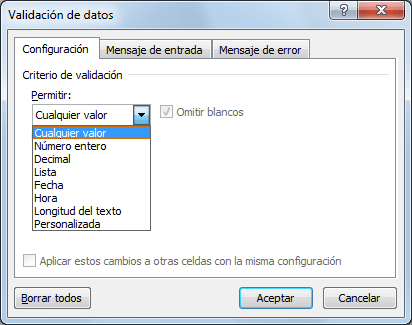 Validación de datos
Configuración
Mensaje de entrada
Mensaje de error
Criterio de validación
Permitir:
Cualquier valor
Omitir blancos
Cualquier valor
Número entero
Decimal
Lista
Fecha
Hora
Longitud del texto
Personalizada
Aplicar estos cambios a otras celdas con la misma configuración
Borrar todos
Aceptar
Cancelar